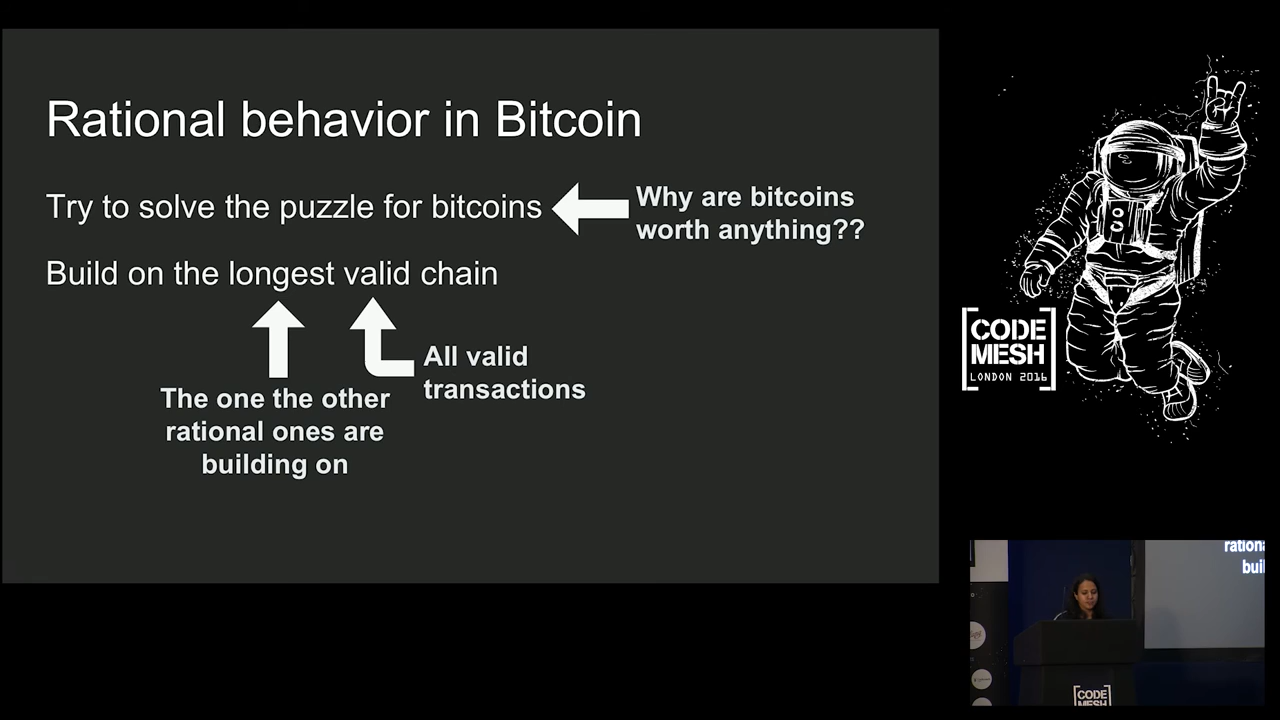 Rational behavior in Bitcoin
Try to solve the puzzle for bitcoins
Why are bitcoins
worth anything??
Build on the longest valid chain
All valid
transactions
The one the other
rational ones are
building on
CODE
MESH
LONDON 2016
ration
buil
CODE
MESH